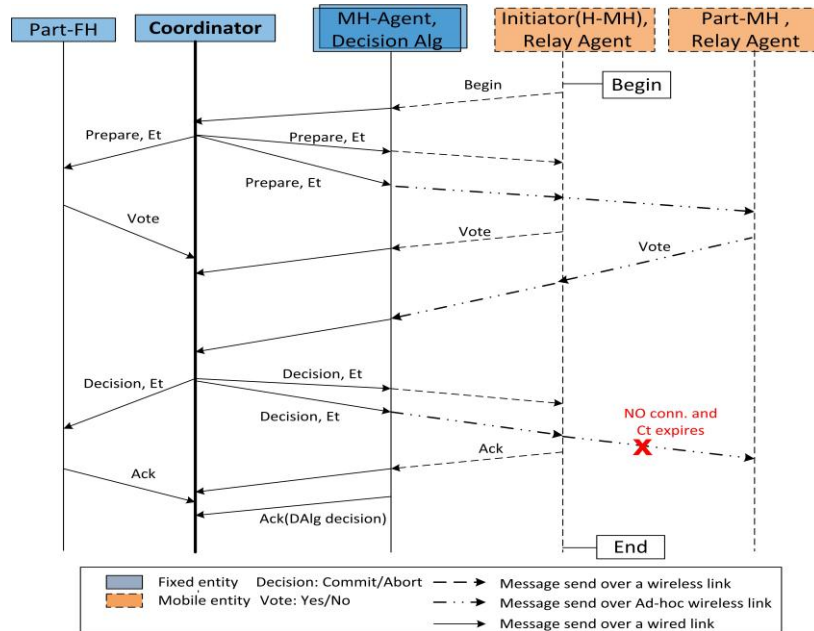 Part-FH
Coordinator
MH-Agent,
Decision Alg
Initiator(H-MH),
Relay Agent
Part-MH ,
Relay Agent
Begin
Begin
Prepare, Et
Prepare, Et
Prepare, Et
Vote
Vote
Vote
Decision, Et
Decision, Et
Decision, Et
NO conn. and
Ct expires
X
Ack
Ack
Ack(DAlg decision)
End
Fixed entity Decision: Commit/Abort
Mobile entity Vote: Yes/No
Message send over a wireless link
Message send over Ad-hoc wireless link
Message send over a wired link